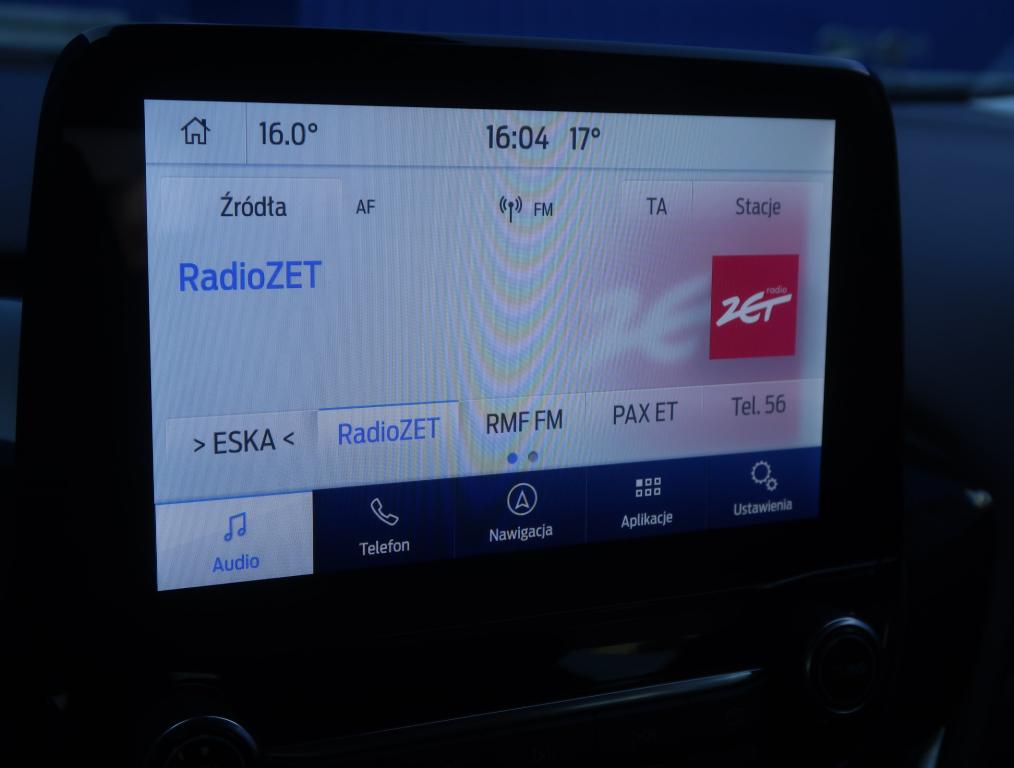 16.0° 16:04 17°
Źródła AF FM TA Stacje
RadioZET
radio
ZET
> ESKA < RadioZET RMF FM PAX ET Tel. 56
Audio Telefon Nawigacja Aplikacje Ustawienia